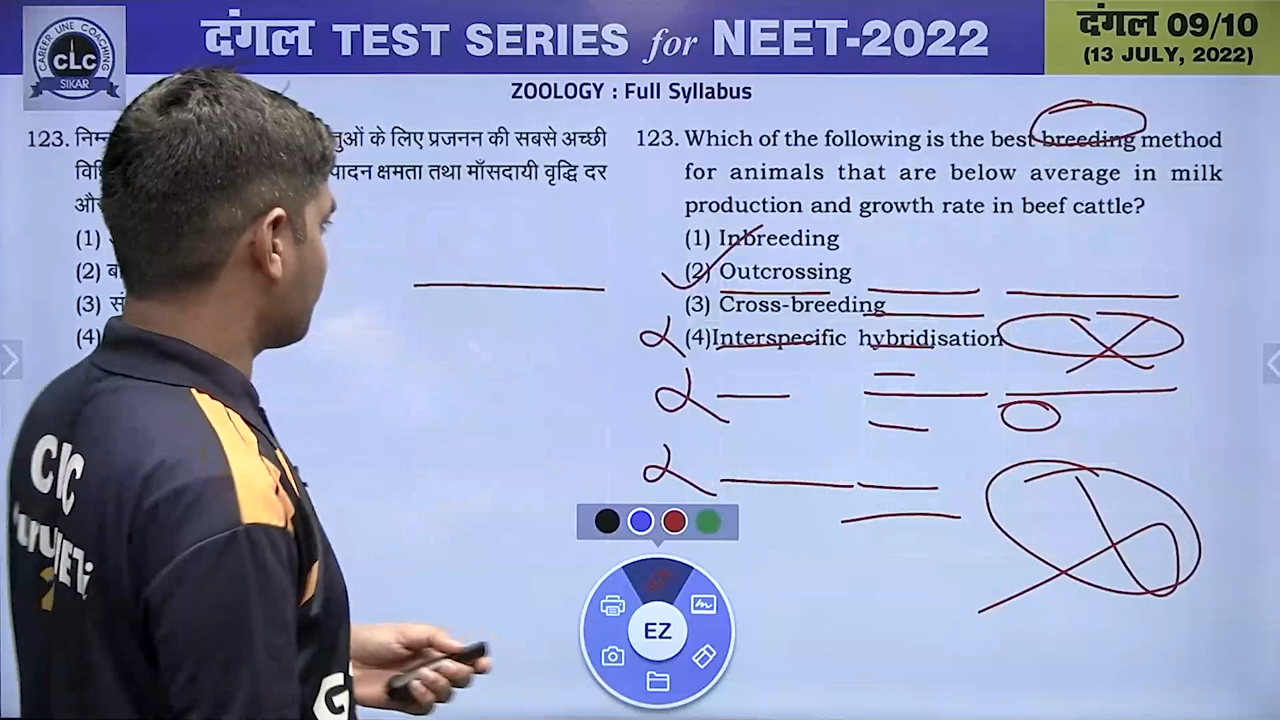 CAREER LINE COACHING
CLC
SIKAR
दंगल TEST SERIES for NEET-2022
दंगल 09/10
(13 JULY, 2022)
ZOOLOGY : Full Syllabus
123.
के लिए प्रजनन की सबसे अच्छी
क्षमता तथा माँसदायी वृद्धि दर
(1)
(2)
(3)
(4)
123. Which of the following is the best breeding method
for animals that are below average in milk
production and growth rate in beef cattle?
(1) Inbreeding
(2) Outcrossing
(3) Cross-breeding
(4)Interspecific hybridisation
CLC
EZ
G